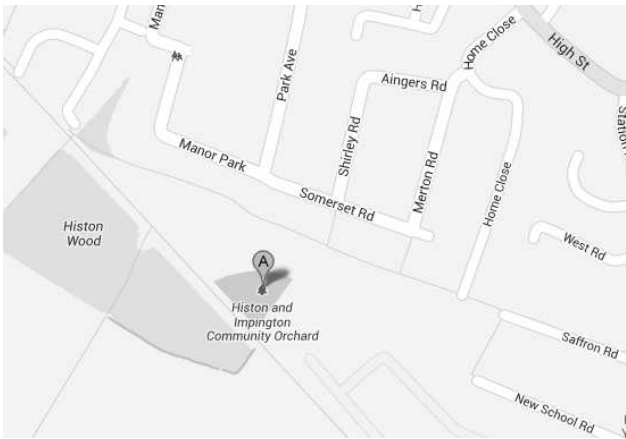 Man
H
Home Close
High St
Park Ave
Aingers Rd
Shirley Rd
Manor Park
Merton Rd
Somerset Rd
Home Close
Histon
Wood
West Rd
A
Histon and
Impington
Community Orchard
Saffron Rd
New School Rd